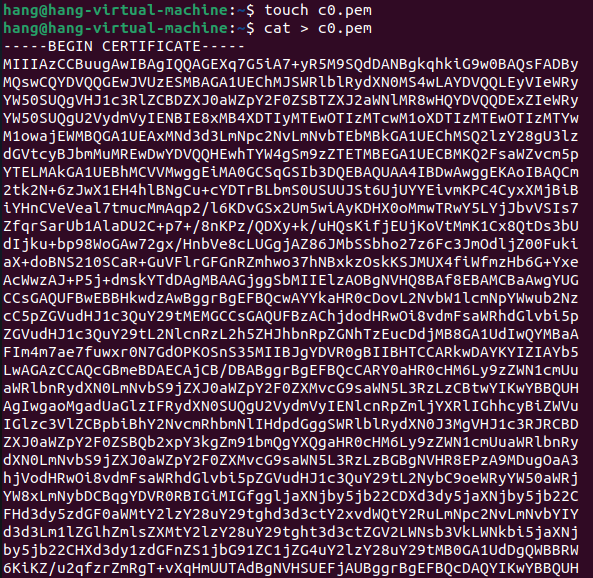 hang@hang-virtual-machine:~$ touch c0.pem
hang@hang-virtual-machine:~$ cat > c0.pem
-----BEGIN CERTIFICATE-----
MIIIAzCCBuugAwIBAgIQQAGEXq7G5iA7+yR5M9SQdDANBgkqhkiG9w0BAQsFADBy
MQswCQYDVQQGEwJVUzESMBAGA1UEChMJSWRlblRydXN0MS4wLAYDVQQLEyVIeWRy
YW50SUQgVHJ1c3RlZCBDZXJ0aWZpY2F0ZSBTZXJ2aWNlMR8wHQYDVQQDExZIeWRy
YW50SUQgU2VydmVyIENBIE8xMB4XDTIyMTEwOTIzMTcwM1oXDTIzMTEwOTIzMTYw
M1owajEWMBQGA1UEAxMNd3d3LmNpc2NvLmNvbTEbMBkGA1UEChMSQ2lzY28gU3lz
dGVtcyBJbmMuMREwDwYDVQQHEwhTYW4gSm9zZTETMBEGA1UECBMKQ2FsaWZvcm5p
YTELMAkGA1UEBhMCVVMwggEiMA0GCSqGSIb3DQEBAQUAA4IBDwAwggEKAoIBAQCm
2tk2N+6zJwX1EH4hlBNgCu+cYDTrBLbmS0USUUJSt6UjUYYEivmKPC4CyxXMjBiB
iYHnCVeVeal7tmucMmAqp2/l6KDvGSx2Um5wiAyKDHX0oMmwTRwY5LYjJbvVSIs7
ZfqrSarUb1AlaDU2C+p7+/8nKPz/QDXy+k/uHQsKifjEUjKoVtMmK1Cx8QtDs3bU
dIjku+bp98WoGAw72gx/HnbVe8cLUGgjAZ86JMbSSbho27z6Fc3JmOdljZ00Fuki
aX+doBNS210SCaR+GuVFlrGFGnRZmhwo37hNBxkzOskKSJMUX4fiWfmzHb6G+Yxe
AcWwzAJ+P5j+dmskYTdDAgMBAAGjggSbMIIElzAOBgNVHQ8BAf8EBAMCBaAwgYUG
CCsGAQUFBwEBBHkwdzAwBggrBgEFBQcwAYYkaHR0cDovL2NvbW1lcmNpYWwub2Nz
cC5pZGVudHJ1c3QuY29tMEMGCCsGAQUFBzAChjdodHRwOi8vdmFsaWRhdGlvbi5p
ZGVudHJ1c3QuY29tL2NlcnRzL2h5ZHJhbnRpZGNhTzEucDdjMB8GA1UdIwQYMBaA
FIm4m7ae7fuwxr0N7GdOPKOSnS35MIIBJgYDVR0gBIIBHTCCARkwDAYKYIZIAYb5
LwAGAzCCAQcGBmeBDAECAjCB/DBABggrBgEFBQcCARY0aHR0cHM6Ly9zZWN1cmUu
aWRlbnRydXN0LmNvbS9jZXJ0aWZpY2F0ZXMvcG9saWN5L3RzLzCBtwYIKwYBBQUH
AgIwgaoMgadUaGlzIFRydXN0SUQgU2VydmVyIENlcnRpZmljYXRlIGhhcyBiZWVu
IGlzc3VlZCBpbiBhY2NvcmRhbmNlIHdpdGggSWRlblRydXN0J3MgVHJ1c3RJRCBD
ZXJ0aWZpY2F0ZSBQb2xpY3kgZm91bmQgYXQgaHR0cHM6Ly9zZWN1cmUuaWRlbnRy
dXN0LmNvbS9jZXJ0aWZpY2F0ZXMvcG9saWN5L3RzLzBGBgNVHR8EPzA9MDugOaA3
hjVodHRwOi8vdmFsaWRhdGlvbi5pZGVudHJ1c3QuY29tL2NybC9oeWRyYW50aWRj
YW8xLmNybDCBqgYDVR0RBIGiMIGfggljaXNjby5jb22CDXd3dy5jaXNjby5jb22C
FHd3dy5zdGF0aWMtY2lzY28uY29tghd3d3ctY2xvdWQtY2RuLmNpc2NvLmNvbYIY
d3d3Lm1lZGlhZmlsZXMtY2lzY28uY29tght3d3ctZGV2LWNsb3VkLWNkbi5jaXNj
by5jb22CHXd3dy1zdGFnZS1jbG91ZC1jZG4uY2lzY28uY29tMB0GA1UdDgQWBBRW
6KiKZ/u2qfzrZmRgT+vXqHmUUTAdBgNVHSUEFjAUBggrBgEFBQcDAQYIKwYBBQUH